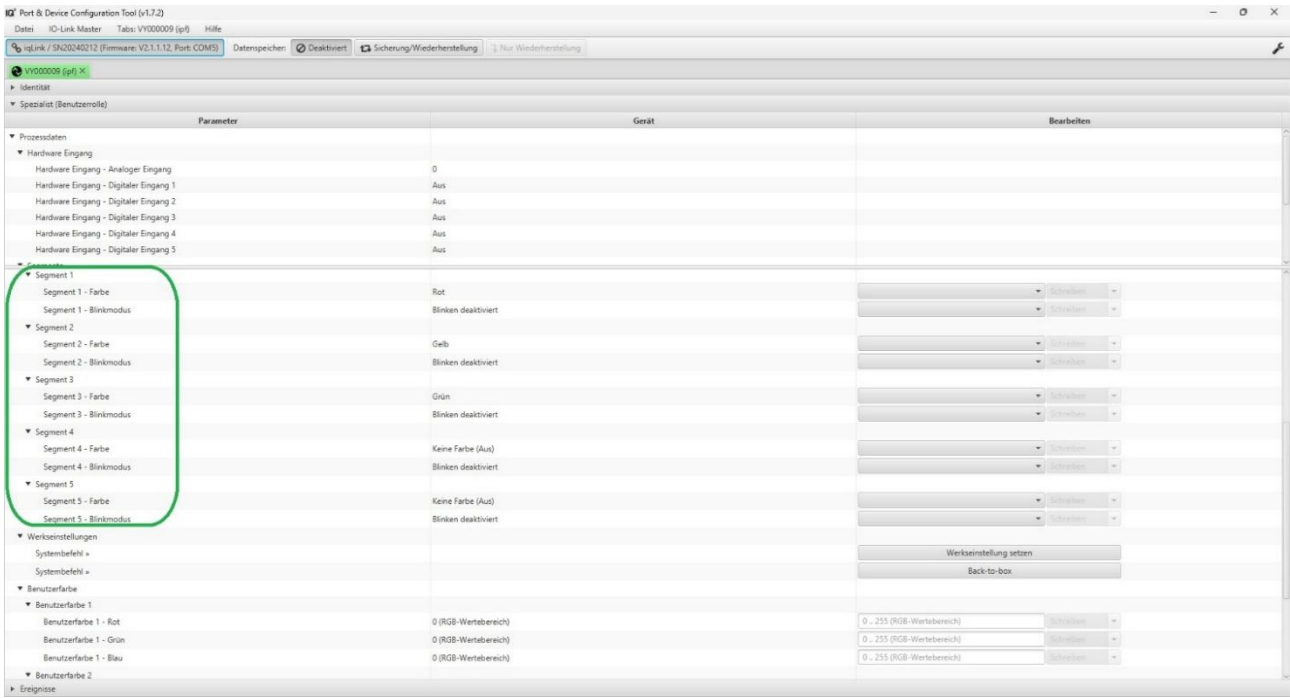 IQ² Port & Device Configuration Tool (v1.7.2)
Datei IO-Link Master Tabs: VY000009 (ipf) Hilfe
iqLink / SN20240212 (Firmware: V2.1.1.12, Port: COM5) Datenspeicher: Deaktiviert Sicherung/Wiederherstellung Nur Wiederherstellung
VY000009 (ipf) ×
Identität
Spezialist (Benutzerrolle)
Parameter Gerät Bearbeiten
Prozessdaten
Hardware Eingang
Hardware Eingang - Analoger Eingang 0
Hardware Eingang - Digitaler Eingang 1 Aus
Hardware Eingang - Digitaler Eingang 2 Aus
Hardware Eingang - Digitaler Eingang 3 Aus
Hardware Eingang - Digitaler Eingang 4 Aus
Hardware Eingang - Digitaler Eingang 5 Aus
Segment 1
Segment 1 - Farbe Rot Schreiben
Segment 1 - Blinkmodus Blinken deaktiviert Schreiben
Segment 2
Segment 2 - Farbe Gelb Schreiben
Segment 2 - Blinkmodus Blinken deaktiviert Schreiben
Segment 3
Segment 3 - Farbe Grün Schreiben
Segment 3 - Blinkmodus Blinken deaktiviert Schreiben
Segment 4
Segment 4 - Farbe Keine Farbe (Aus) Schreiben
Segment 4 - Blinkmodus Blinken deaktiviert Schreiben
Segment 5
Segment 5 - Farbe Keine Farbe (Aus) Schreiben
Segment 5 - Blinkmodus Blinken deaktiviert Schreiben
Werkseinstellungen
Systembefehl » Werkseinstellung setzen
Systembefehl » Back-to-box
Benutzerfarbe
Benutzerfarbe 1
Benutzerfarbe 1 - Rot 0 (RGB-Wertebereich) 0 .. 255 (RGB-Wertebereich) Schreiben
Benutzerfarbe 1 - Grün 0 (RGB-Wertebereich) 0 .. 255 (RGB-Wertebereich) Schreiben
Benutzerfarbe 1 - Blau 0 (RGB-Wertebereich) 0 .. 255 (RGB-Wertebereich) Schreiben
Benutzerfarbe 2
Ereignisse